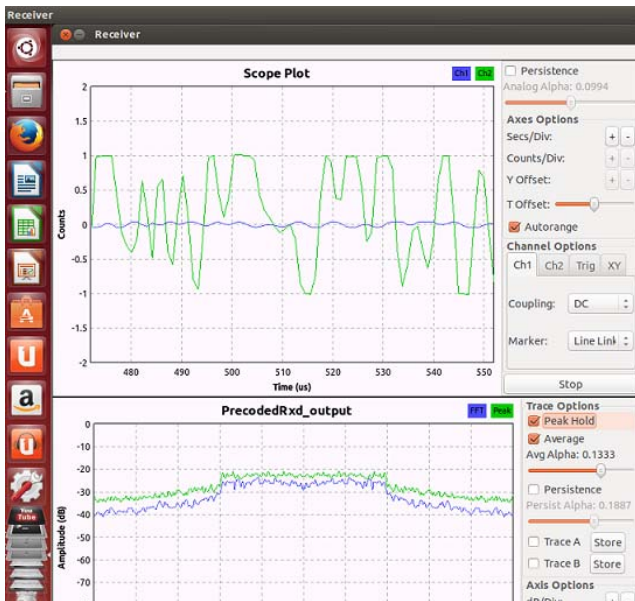 Receiver
Receiver
Scope Plot
Ch1 Ch2
2
1.5
1
0.5
0
-0.5
-1
-1.5
-2
Counts
480 490 500 510 520 530 540 550
Time (us)
Persistence
Analog Alpha: 0.0994
Axes Options
Secs/Div: + -
Counts/Div: + -
Y Offset: + -
T Offset:
Autorange
Channel Options
Ch1 Ch2 Trig XY
Coupling: DC
Marker: Line Link
Stop
PrecodedRxd_output
FFT Peak
0
-10
-20
-30
-40
-50
-60
-70
Amplitude (dB)
Trace Options
Peak Hold
Average
Avg Alpha: 0.1333
Persistence
Persist Alpha: 0.1887
Trace A Store
Trace B Store
Axis Options
dB/Div: + -
a
You
Tube